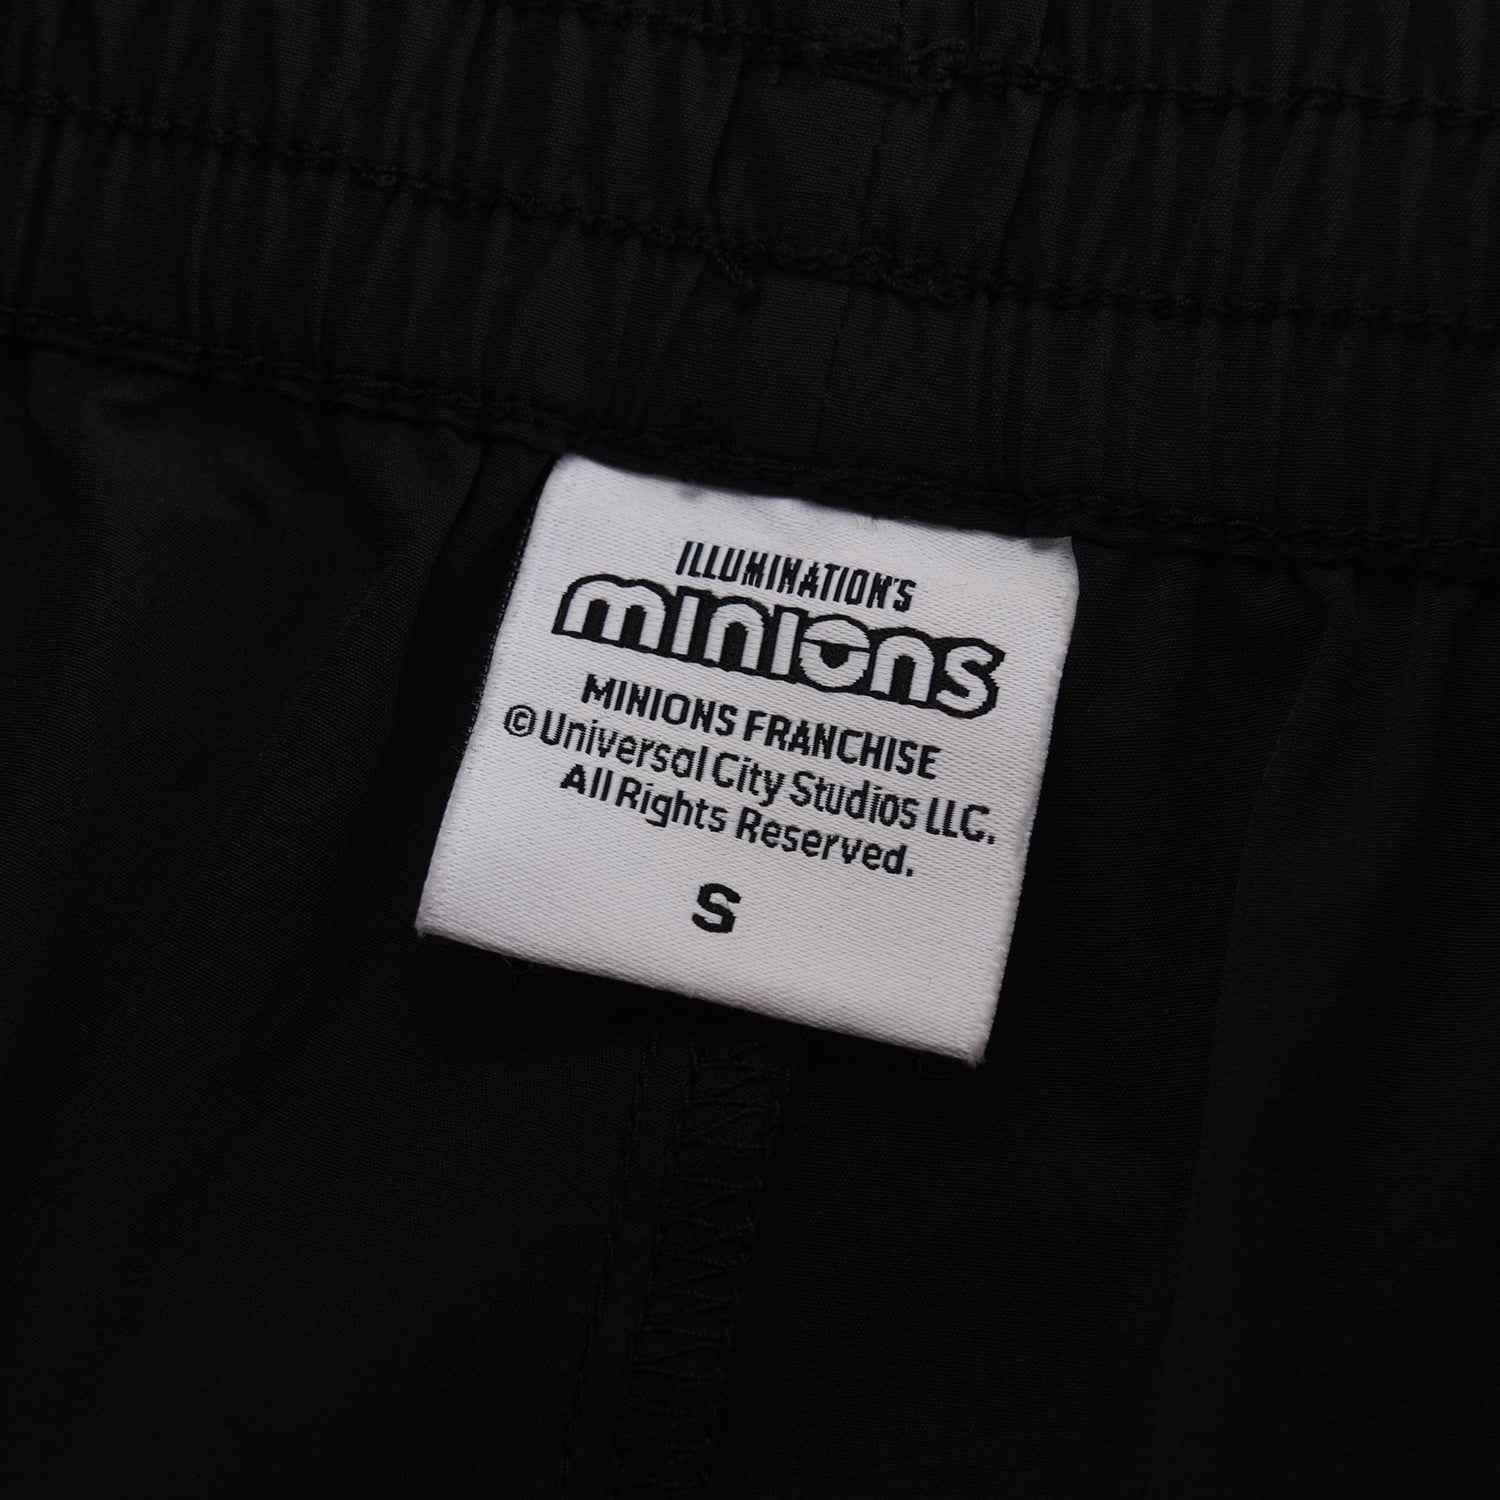 ILLUMINATION'S
minions
MINIONS FRANCHISE
© Universal City Studios LLC.
All Rights Reserved.
S